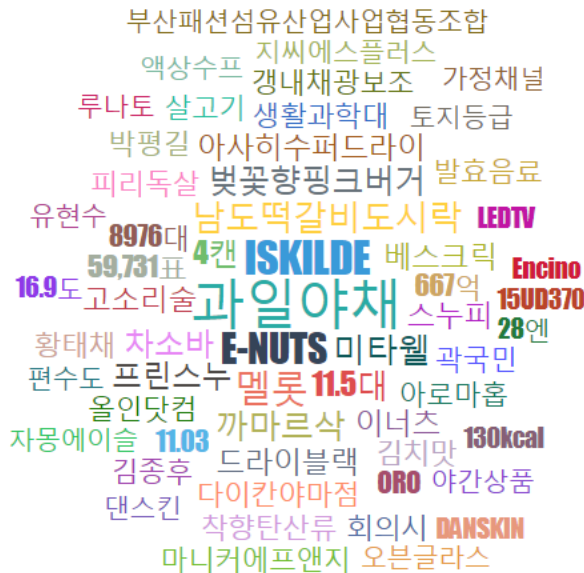 부산패션섬유산업사업협동조합
지씨에스플러스
액상수프 갱내채광보조 가정채널
루나토 살고기 생활과학대 토지등급
박평길 아사히수퍼드라이
피리독살 벚꽃향핑크버거 발효음료
유현수 남도떡갈비도시락 LEDTV
8976대 4캔 ISKILDE 베스크릭
59,731표 667억 Encino
16.9도 고소리술 과일야채 스누피 15UD370
28엔
황태채 차소바 E-NUTS 미타웰 곽국민
편수도 프린스누 멜롯 11.5대 아로마홉
올인닷컴 까마르삭 이너츠
자몽에이슬 11.03 130kcal
김종후 드라이블랙 김치맛
댄스킨 다이칸야마점 ORO 야간상품
착향탄산류 회의시 DANSKIN
마니커에프앤지 오븐글라스